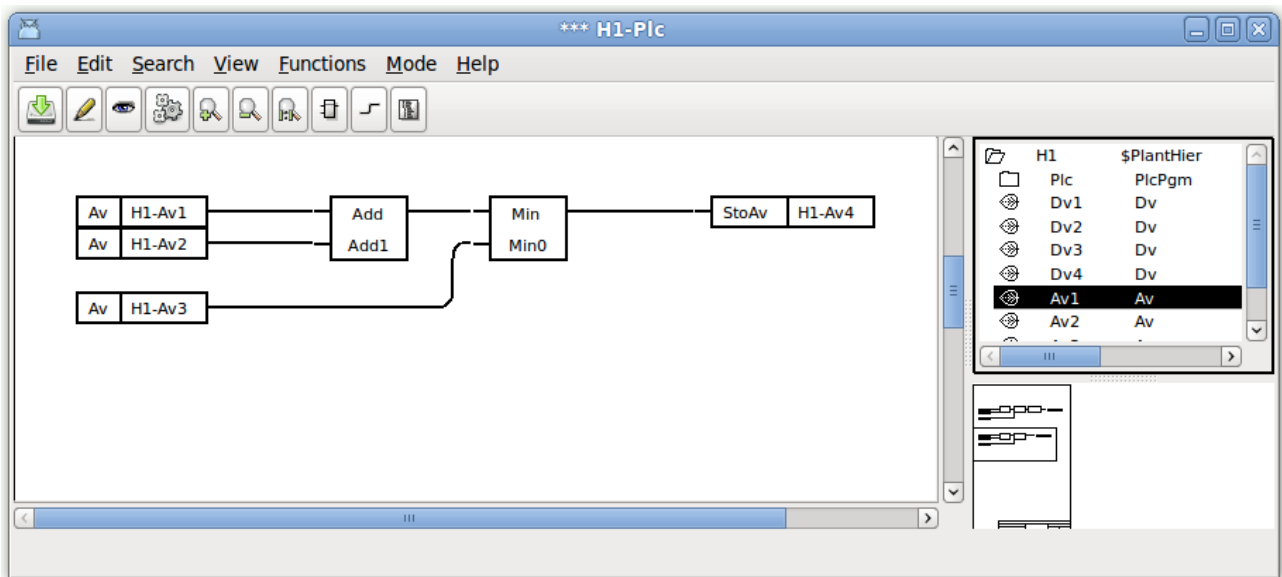 *** H1-Plc
File Edit Search View Functions Mode Help
Av H1-Av1
Av H1-Av2
Av H1-Av3
Add
Add1
Min
Min0
StoAv H1-Av4
H1 $PlantHier
Plc PlcPgm
Dv1 Dv
Dv2 Dv
Dv3 Dv
Dv4 Dv
Av1 Av
Av2 Av